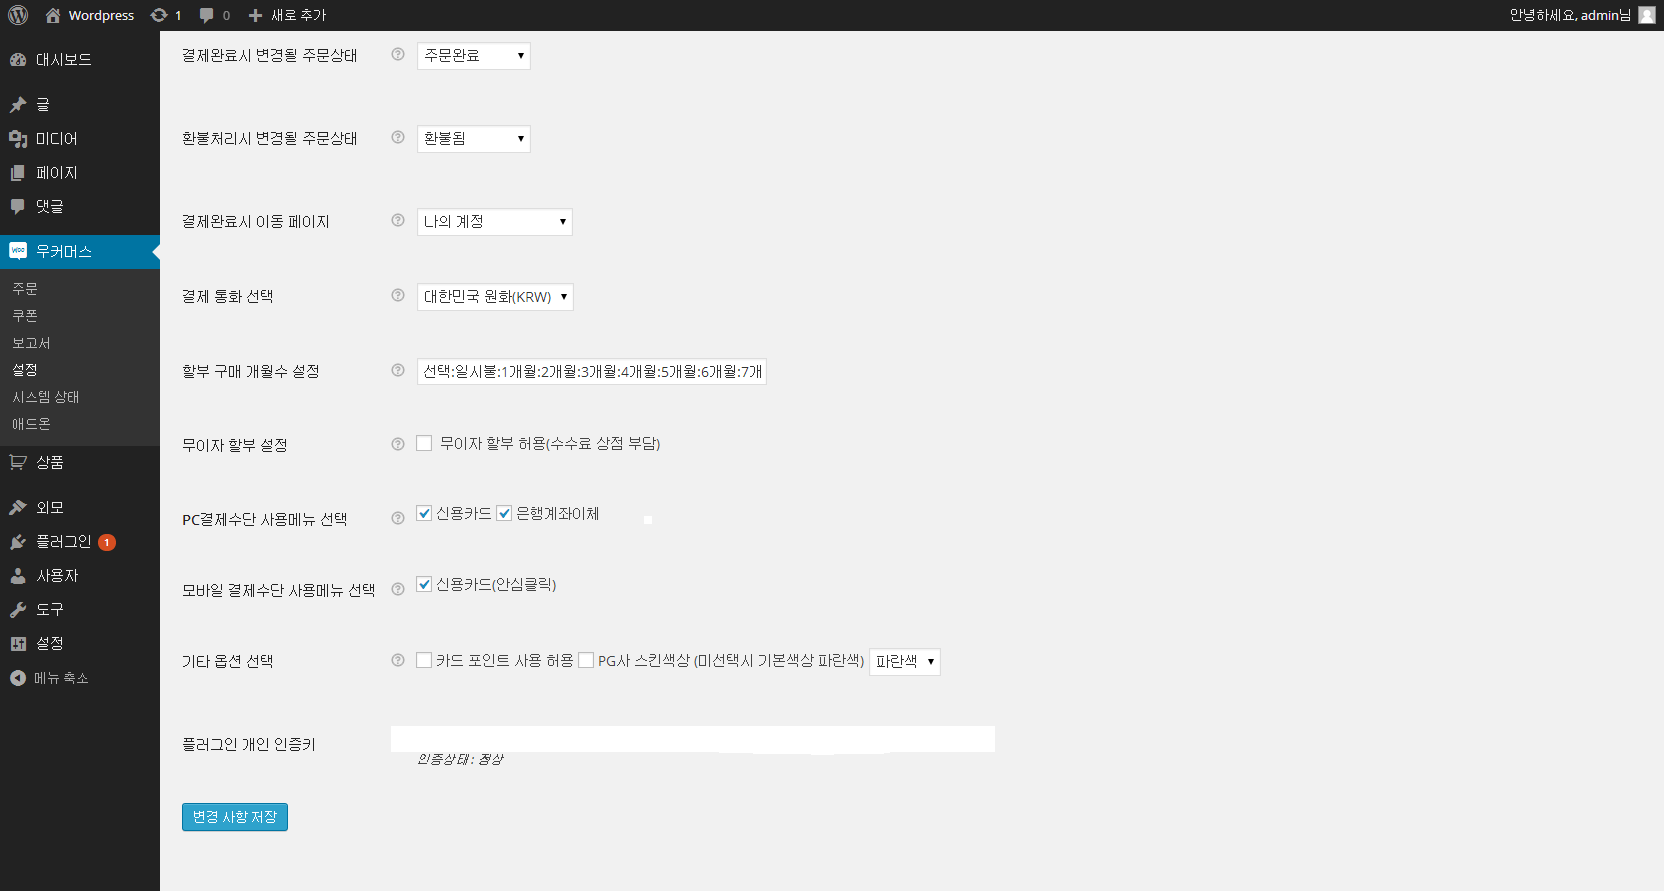 Wordpress 1 0 새로 추가 안녕하세요, admin님
대시보드
글
미디어
페이지
댓글
우커머스
주문
쿠폰
보고서
설정
시스템 상태
애드온
상품
외모
플러그인 1
사용자
도구
설정
메뉴 축소
결제완료시 변경될 주문상태 주문완료
환불처리시 변경될 주문상태 환불됨
결제완료시 이동 페이지 나의 계정
결제 통화 선택 대한민국 원화(KRW)
할부 구매 개월수 설정 선택:일시불:1개월:2개월:3개월:4개월:5개월:6개월:7개
무이자 할부 설정 무이자 할부 허용(수수료 상점 부담)
PC결제수단 사용메뉴 선택 신용카드 은행계좌이체
모바일 결제수단 사용메뉴 선택 신용카드(안심클릭)
기타 옵션 선택 카드 포인트 사용 허용 PG사 스킨색상 (미선택시 기본색상 파란색) 파란색
플러그인 개인 인증키
인증상태 : 정상
변경 사항 저장